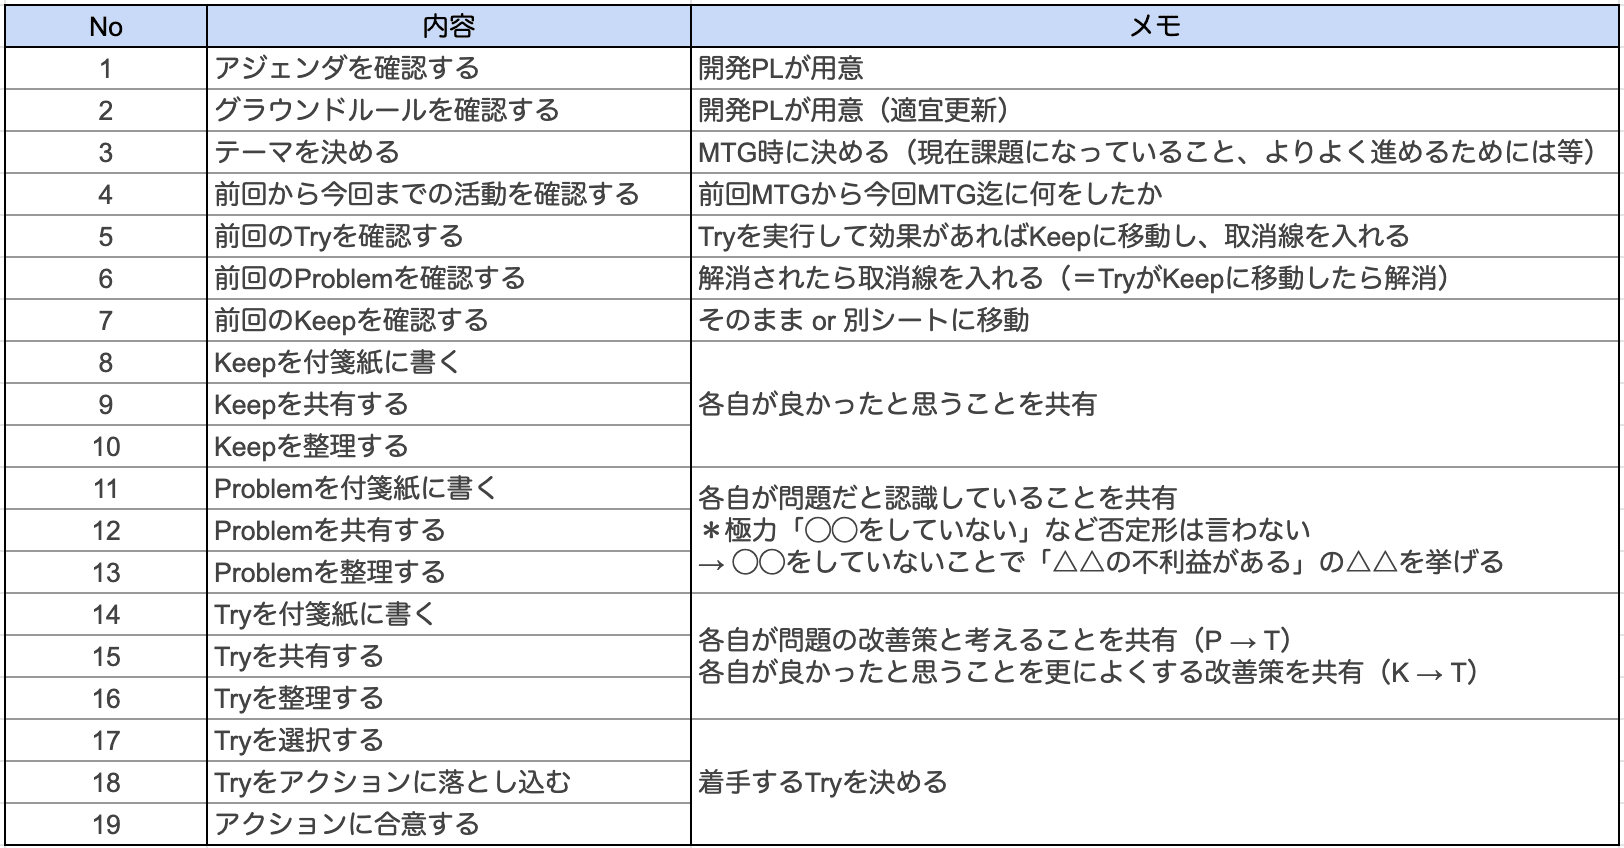 No 内容 メモ
1 アジェンダを確認する 開発PLが用意
2 グラウンドルールを確認する 開発PLが用意（適宜更新）
3 テーマを決める MTG時に決める（現在課題になっていること、よりよく進めるためには等）
4 前回から今回までの活動を確認する 前回MTGから今回MTG迄に何をしたか
5 前回のTryを確認する Tryを実行して効果があればKeepに移動し、取消線を入れる
6 前回のProblemを確認する 解消されたら取消線を入れる（＝TryがKeepに移動したら解消）
7 前回のKeepを確認する そのまま or 別シートに移動
8 Keepを付箋紙に書く
9 Keepを共有する 各自が良かったと思うことを共有
10 Keepを整理する
11 Problemを付箋紙に書く
各自が問題だと認識していることを共有
12 Problemを共有する ＊極力「◯◯をしていない」など否定形は言わない
→ ◯◯をしていないことで「△△の不利益がある」の△△を挙げる
13 Problemを整理する
14 Tryを付箋紙に書く
各自が問題の改善策と考えることを共有（P → T）
15 Tryを共有する
各自が良かったと思うことを更によくする改善策を共有（K → T）
16 Tryを整理する
17 Tryを選択する
18 Tryをアクションに落とし込む 着手するTryを決める
19 アクションに合意する